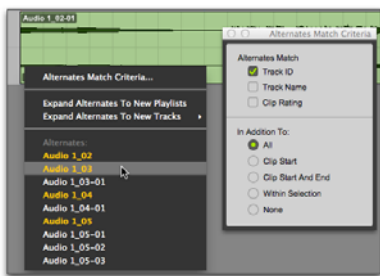 Audio 1_02-01
Alternates Match Criteria...
Expand Alternates To New Playlists
Expand Alternates To New Tracks
Alternates:
Audio 1_02
Audio 1_03
Audio 1_03-01
Audio 1_04
Audio 1_04-01
Audio 1_05
Audio 1_05-01
Audio 1_05-02
Audio 1_05-03
Alternates Match Criteria
Alternates Match
Track ID
Track Name
Clip Rating
In Addition To:
All
Clip Start
Clip Start And End
Within Selection
None